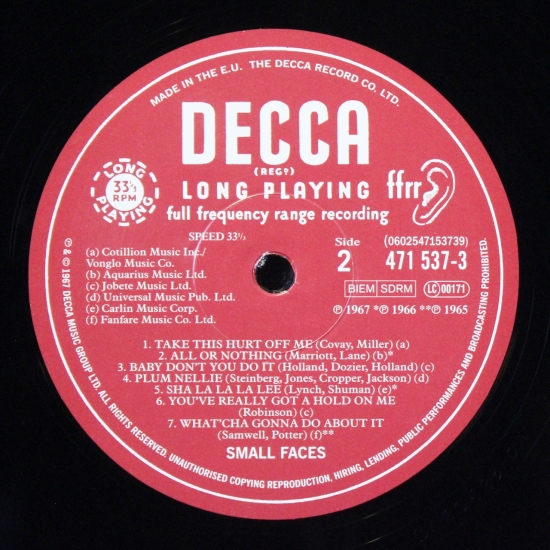 MADE IN THE E.U. THE DECCA RECORD CO. LTD.
DECCA
(REGD)
LONG PLAYING
33⅓
RPM
LONG PLAYING
ffrr
full frequency range recording
SPEED 33⅓
Side
2
(0602547153739)
471 537-3
BIEM SDRM
LC 00171
℗ 1967 *℗ 1966 **℗ 1965
(a) Cotillion Music Inc./
Vonglo Music Co.
(b) Aquarius Music Ltd.
(c) Jobete Music Ltd.
(d) Universal Music Pub. Ltd.
(e) Carlin Music Corp.
(f) Fanfare Music Co. Ltd.
1. TAKE THIS HURT OFF ME (Covay, Miller) (a)
2. ALL OR NOTHING (Marriott, Lane) (b)*
3. BABY DON'T YOU DO IT (Holland, Dozier, Holland) (c)
4. PLUM NELLIE (Steinberg, Jones, Cropper, Jackson) (d)
5. SHA LA LA LA LEE (Lynch, Shuman) (e)*
6. YOU'VE REALLY GOT A HOLD ON ME
(Robinson) (c)
7. WHAT'CHA GONNA DO ABOUT IT
(Samwell, Potter) (f)**
SMALL FACES
℗ & © 1967 DECCA MUSIC GROUP LTD. ALL RIGHTS RESERVED. UNAUTHORISED COPYING REPRODUCTION, HIRING, LENDING, PUBLIC PERFORMANCES AND BROADCASTING PROHIBITED.